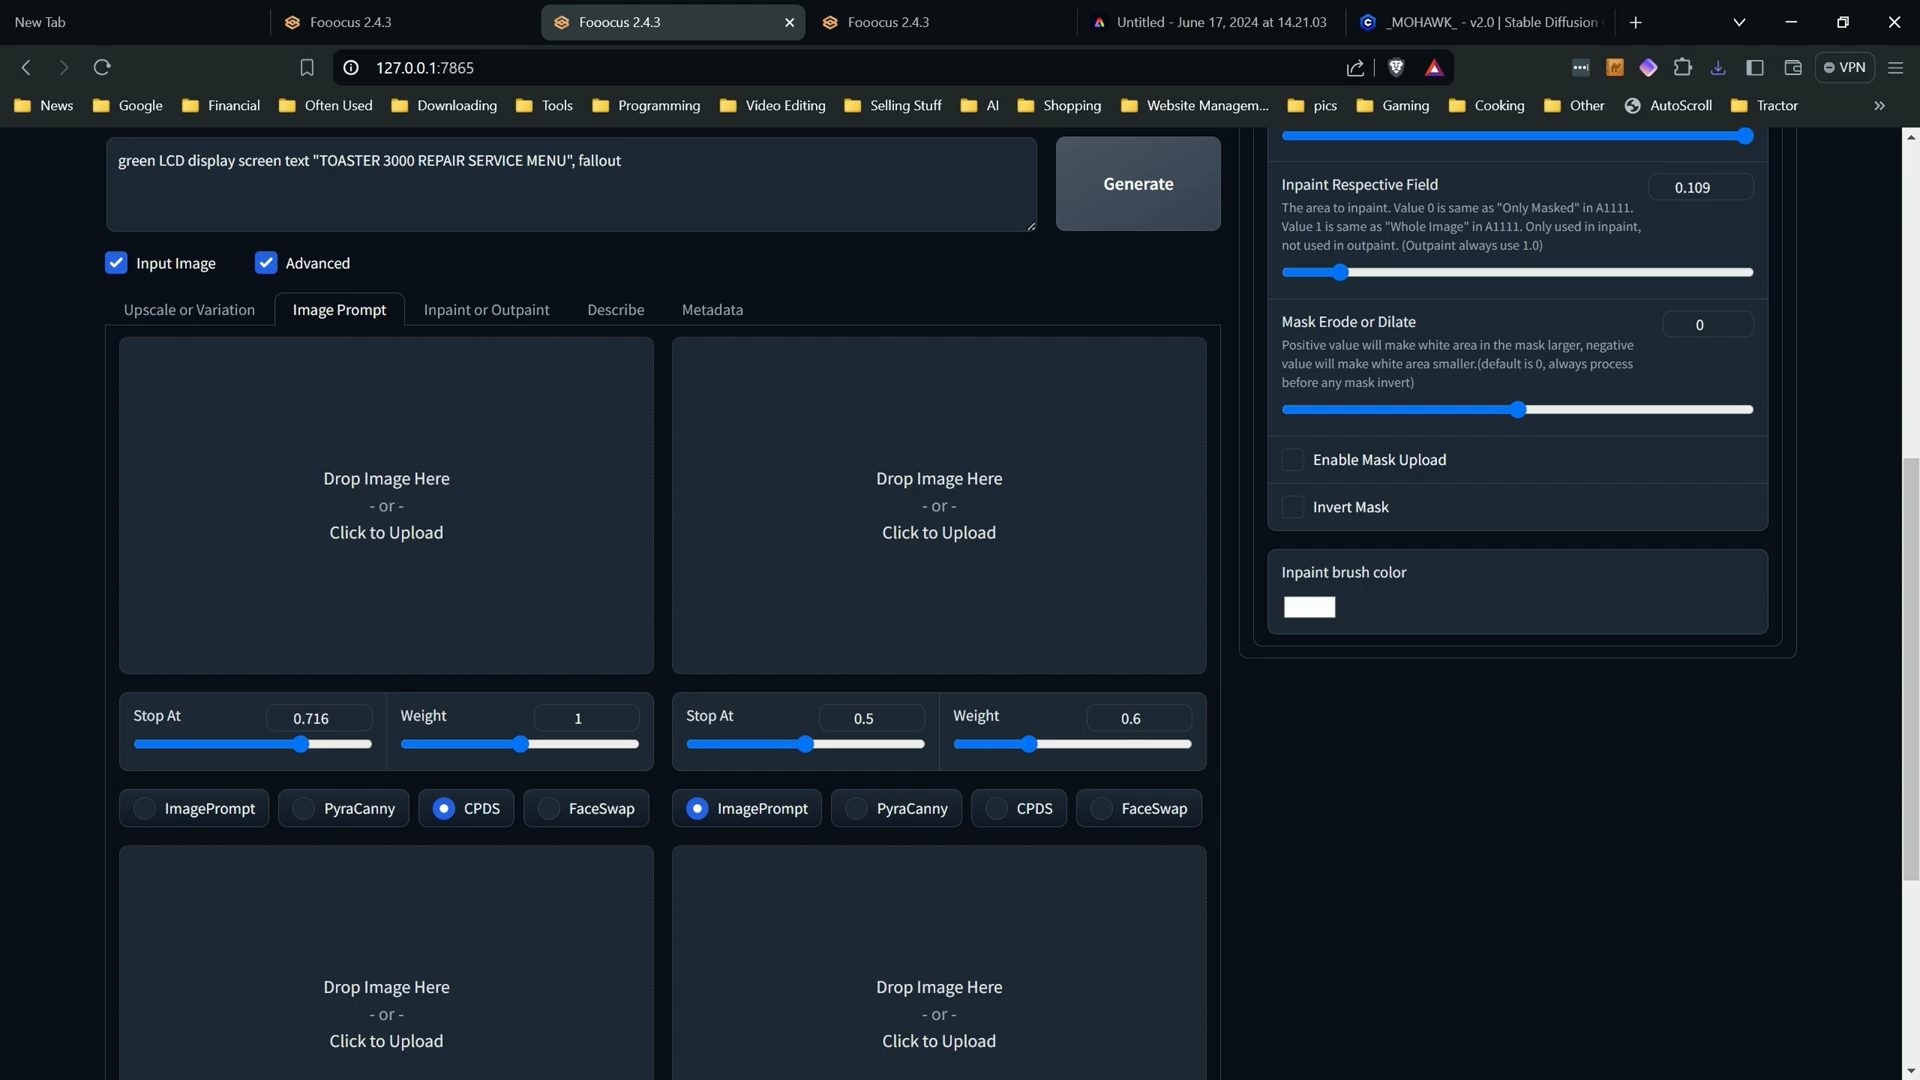 New Tab
Fooocus 2.4.3
Fooocus 2.4.3
Fooocus 2.4.3
Untitled - June 17, 2024 at 14.21.03
_MOHAWK_ - v2.0 | Stable Diffusion
127.0.0.1:7865
VPN
News
Google
Financial
Often Used
Downloading
Tools
Programming
Video Editing
Selling Stuff
AI
Shopping
Website Managem...
pics
Gaming
Cooking
Other
AutoScroll
Tractor
green LCD display screen text "TOASTER 3000 REPAIR SERVICE MENU", fallout
Generate
Input Image
Advanced
Upscale or Variation
Image Prompt
Inpaint or Outpaint
Describe
Metadata
Drop Image Here
- or -
Click to Upload
Drop Image Here
- or -
Click to Upload
Stop At
0.716
Weight
1
Stop At
0.5
Weight
0.6
ImagePrompt
PyraCanny
CPDS
FaceSwap
ImagePrompt
PyraCanny
CPDS
FaceSwap
Drop Image Here
- or -
Click to Upload
Drop Image Here
- or -
Click to Upload
Inpaint Respective Field
0.109
The area to inpaint. Value 0 is same as "Only Masked" in A1111.
Value 1 is same as "Whole Image" in A1111. Only used in inpaint,
not used in outpaint. (Outpaint always use 1.0)
Mask Erode or Dilate
0
Positive value will make white area in the mask larger, negative
value will make white area smaller.(default is 0, always process
before any mask invert)
Enable Mask Upload
Invert Mask
Inpaint brush color